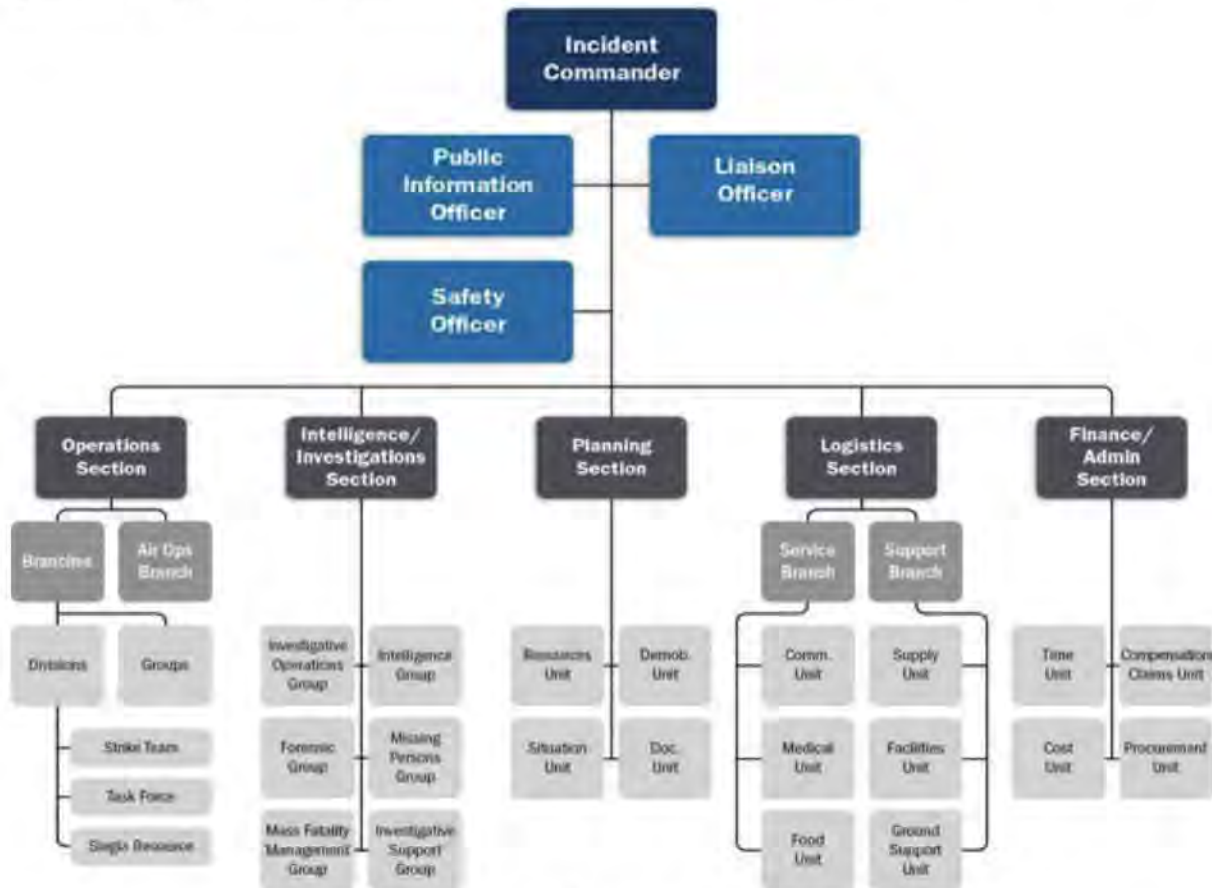 Incident
Commander
Public
Information
Officer
Liaison
Officer
Safety
Officer
Operations
Section
Intelligence/
Investigations
Section
Planning
Section
Logistics
Section
Finance/
Admin
Section
Branches
Air Ops
Branch
Service
Branch
Support
Branch
Divisions
Groups
Investigative
Operations
Group
Intelligence
Group
Resources
Unit
Demob.
Unit
Comm.
Unit
Supply
Unit
Time
Unit
Compensation/
Claims Unit
Strike Team
Task Force
Single Resource
Forensic
Group
Missing
Persons
Group
Situation
Unit
Doc.
Unit
Medical
Unit
Facilities
Unit
Cost
Unit
Procurement
Unit
Mass Fatality
Management
Group
Investigative
Support
Group
Food
Unit
Ground
Support
Unit